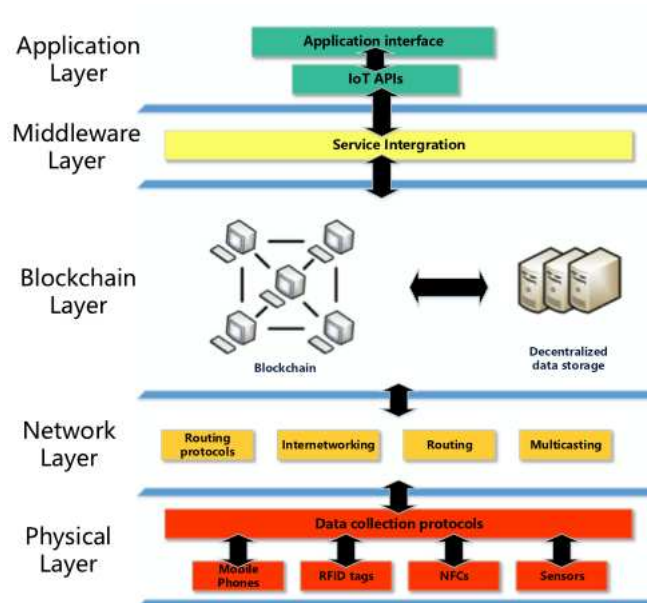 Application
Layer
Application interface
IoT APIs
Middleware
Layer
Service Intergration
Blockchain
Layer
Blockchain
Decentralized
data storage
Network
Layer
Routing
protocols
Internetworking
Routing
Multicasting
Physical
Layer
Data collection protocols
Mobile
Phones
RFID tags
NFCs
Sensors